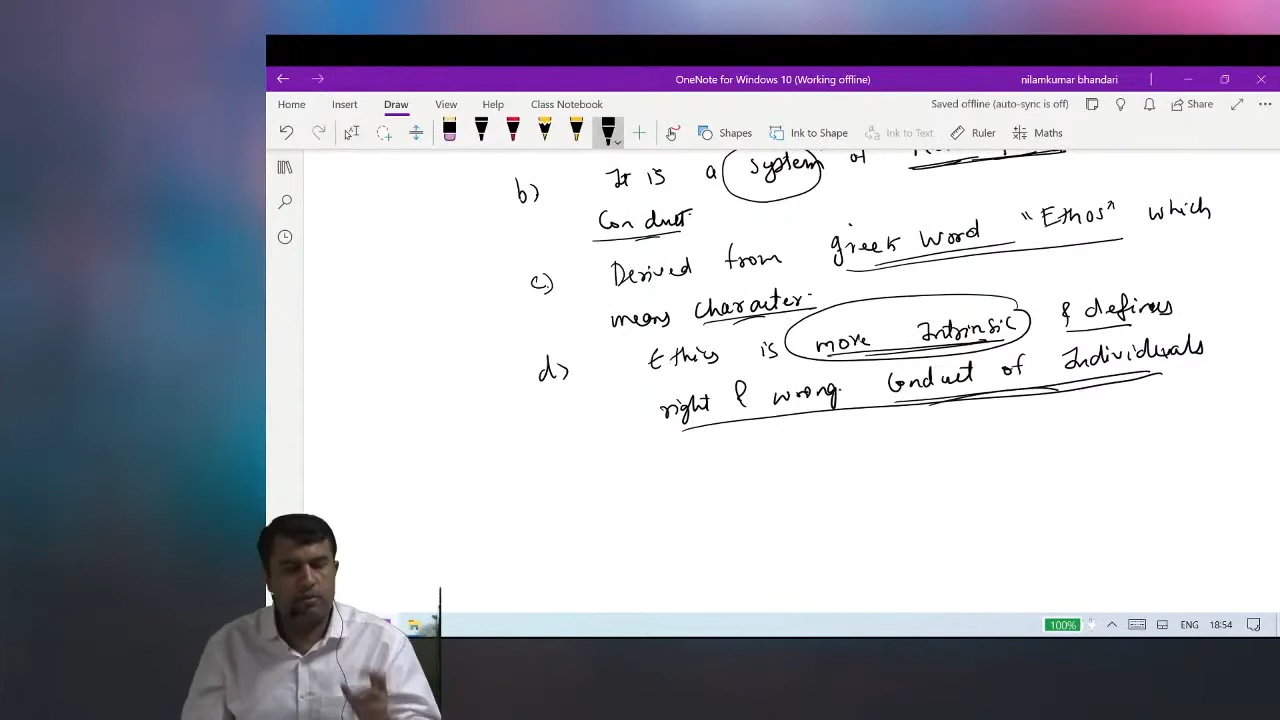 OneNote for Windows 10 (Working offline)
nilamkumar bhandari
Home Insert Draw View Help Class Notebook
Saved offline (auto-sync is off)
Share
Shapes Ink to Shape Ink to Text Ruler Maths
b) It is a system of
Conduct
c) Derived from greek word "Ethos" which
means character.
d) Ethics is more Intrinsic & defines
right & wrong. Conduct of Individuals
100% ENG 18:54